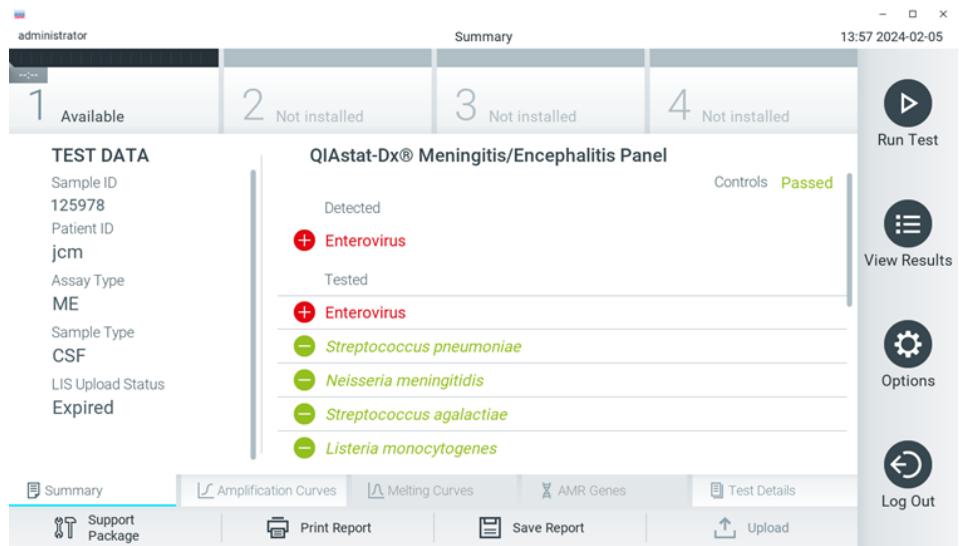 administrator
Summary
13:57 2024-02-05
--:--
1 Available
2 Not installed
3 Not installed
4 Not installed
TEST DATA
Sample ID
125978
Patient ID
jcm
Assay Type
ME
Sample Type
CSF
LIS Upload Status
Expired
QIAstat-Dx® Meningitis/Encephalitis Panel
Controls Passed
Detected
Enterovirus
Tested
Enterovirus
Streptococcus pneumoniae
Neisseria meningitidis
Streptococcus agalactiae
Listeria monocytogenes
Run Test
View Results
Options
Log Out
Summary
Amplification Curves
Melting Curves
AMR Genes
Test Details
Support
Package
Print Report
Save Report
Upload